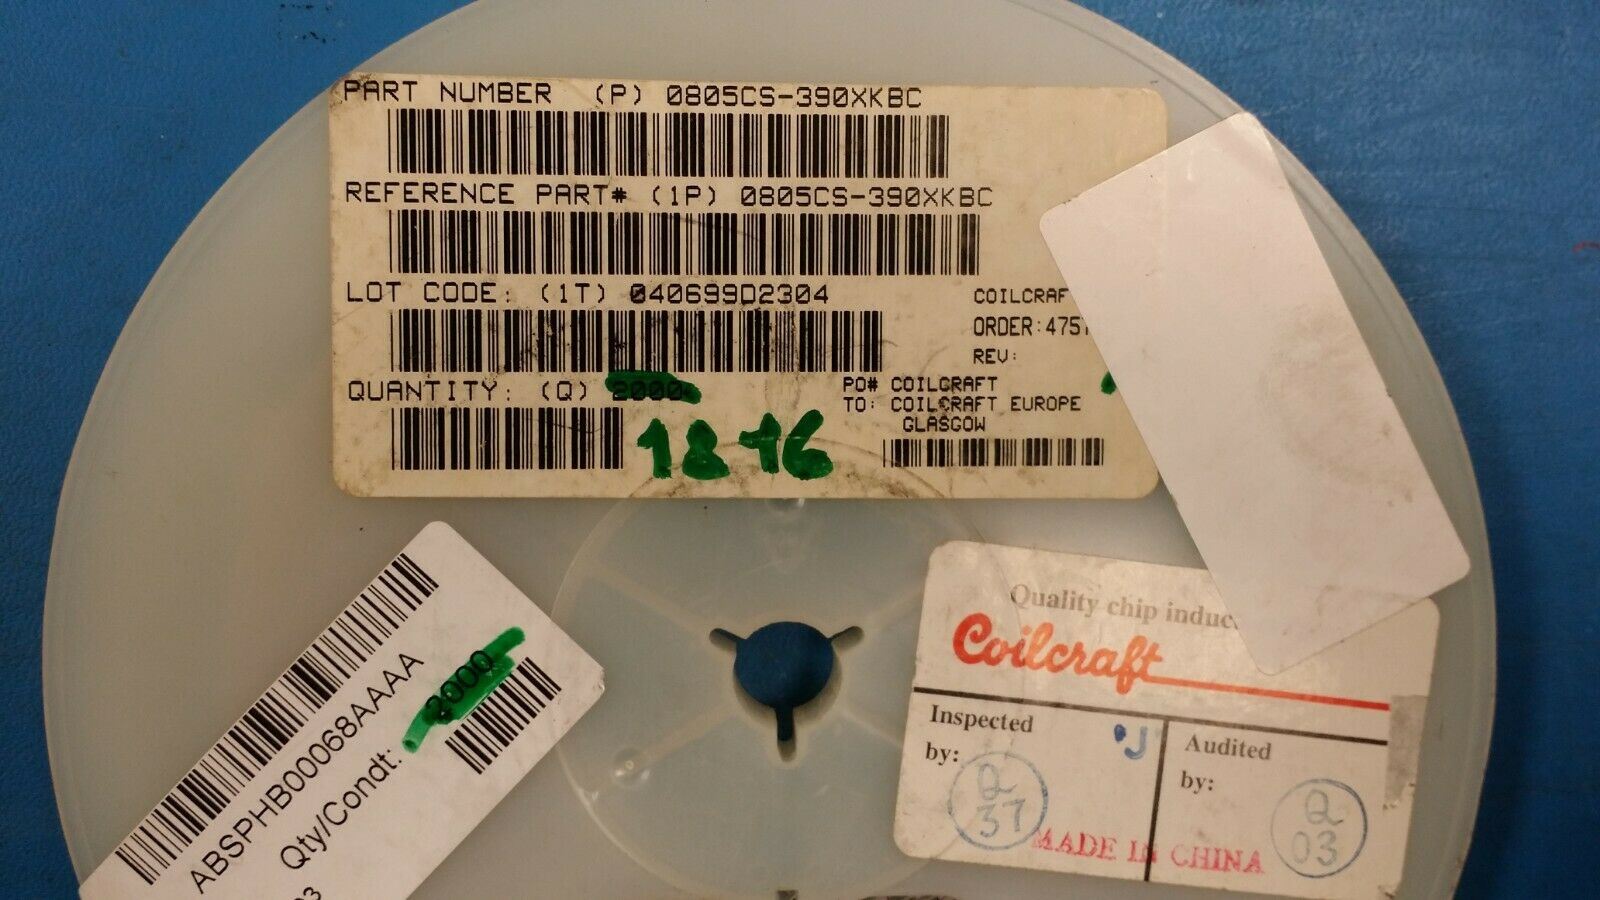 PART NUMBER (P) 0805CS-390XKBC
REFERENCE PART# (1P) 0805CS-390XKBC
LOT CODE: (1T) 040699D2304
QUANTITY: (Q) 2000
1846
COILCRAF
ORDER:475
REV:
PO# COILCRAFT
TO: COILCRAFT EUROPE
GLASGOW
ABSPHB00068AAAA
Qty/Condt: 2000
Quality chip induc
Coilcraft
Inspected
by:
J
Q
37
Audited
by:
Q
03
MADE IN CHINA